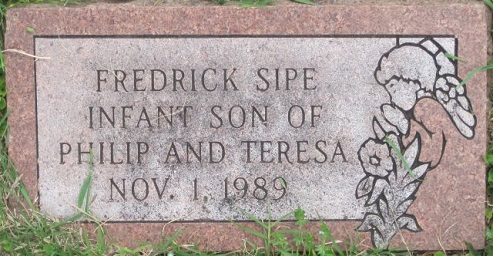 FREDRICK SIPE
INFANT SON OF
PHILIP AND TERESA
NOV. 1, 1989